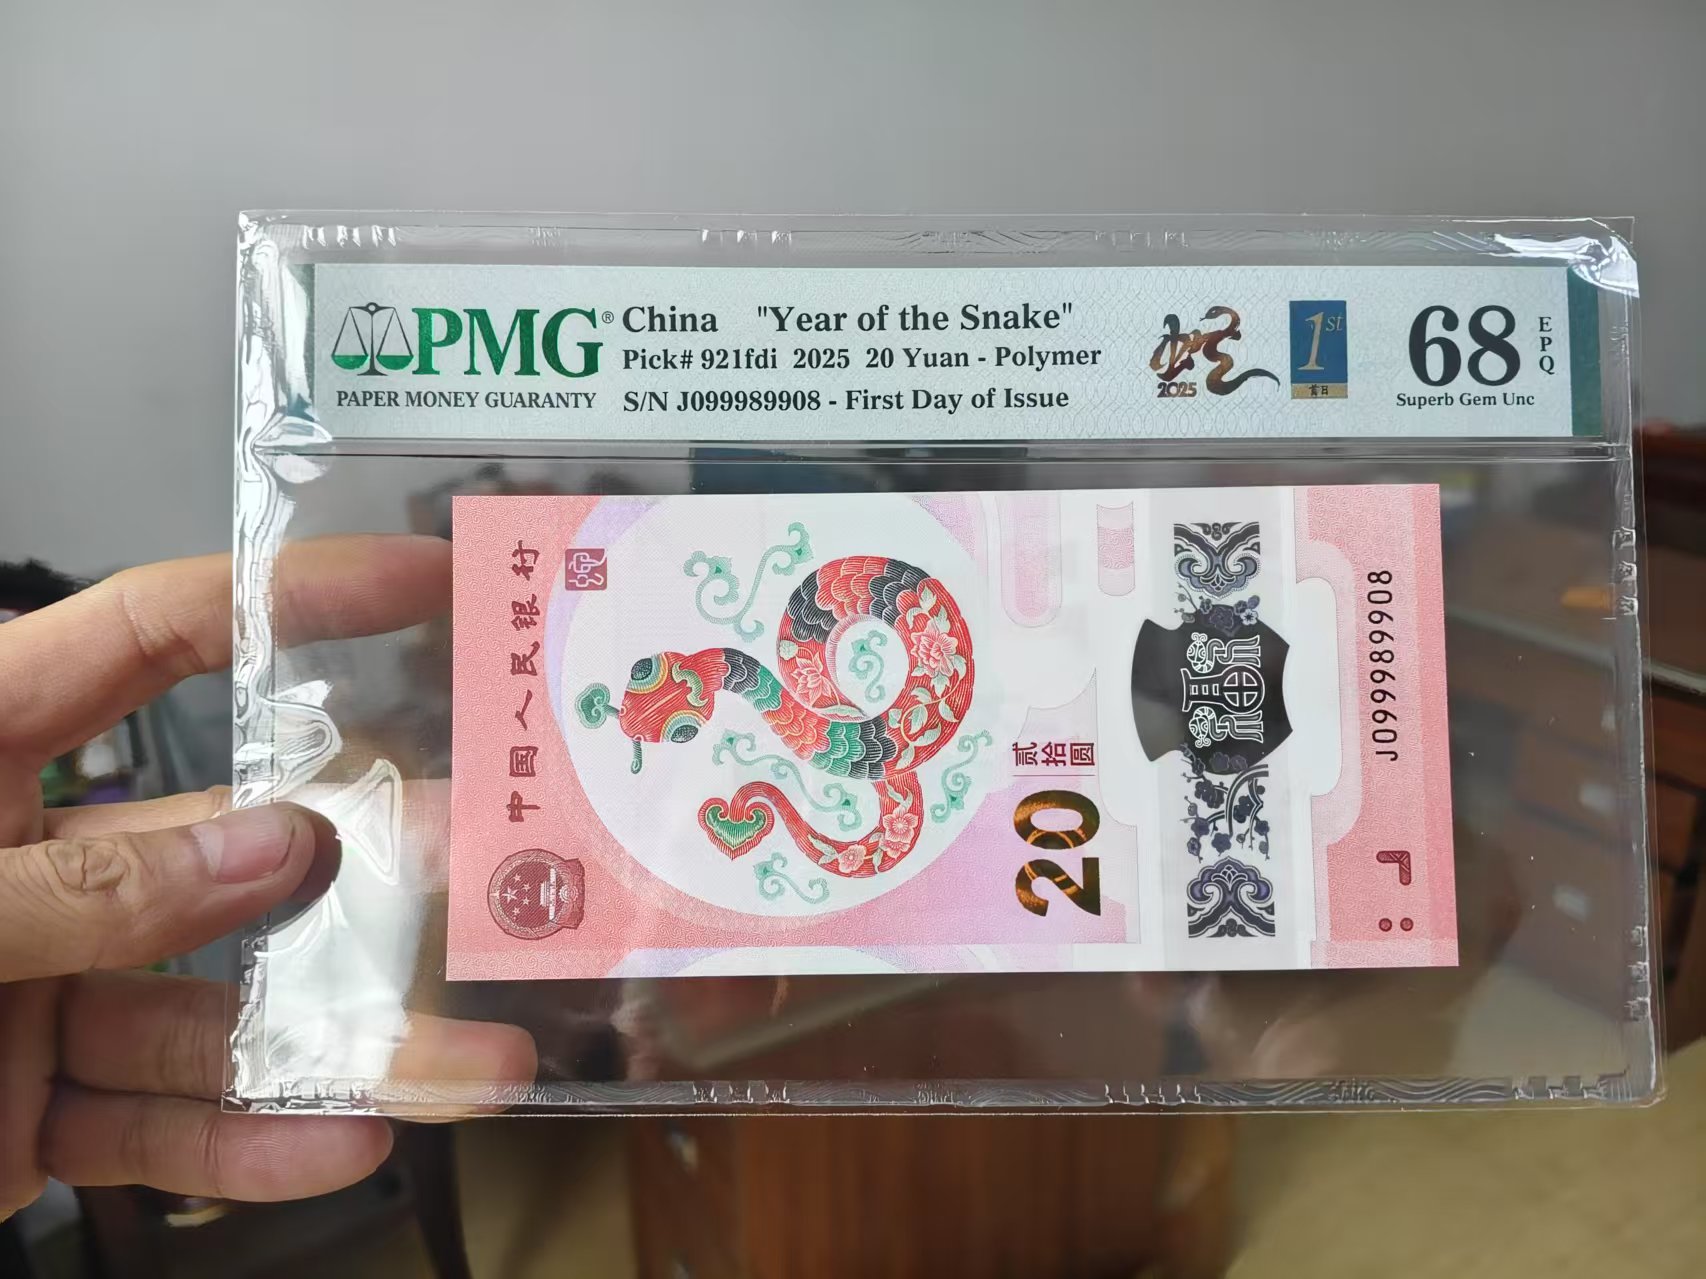 PMG®
PAPER MONEY GUARANTY
China "Year of the Snake"
Pick# 921fdi 2025 20 Yuan - Polymer
S/N J099989908 - First Day of Issue
蛇
2025
1st
首日
68
EPQ
Superb Gem Unc
中国人民银行
蛇
贰拾圆
20
福
J099989908